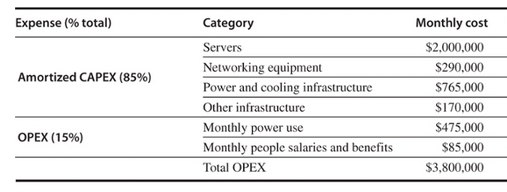 Expense (% total) Category Monthly cost
Servers $2,000,000
Networking equipment $290,000
Amortized CAPEX (85%)
Power and cooling infrastructure $765,000
Other infrastructure $170,000
Monthly power use $475,000
OPEX (15%)
Monthly people salaries and benefits $85,000
Total OPEX $3,800,000